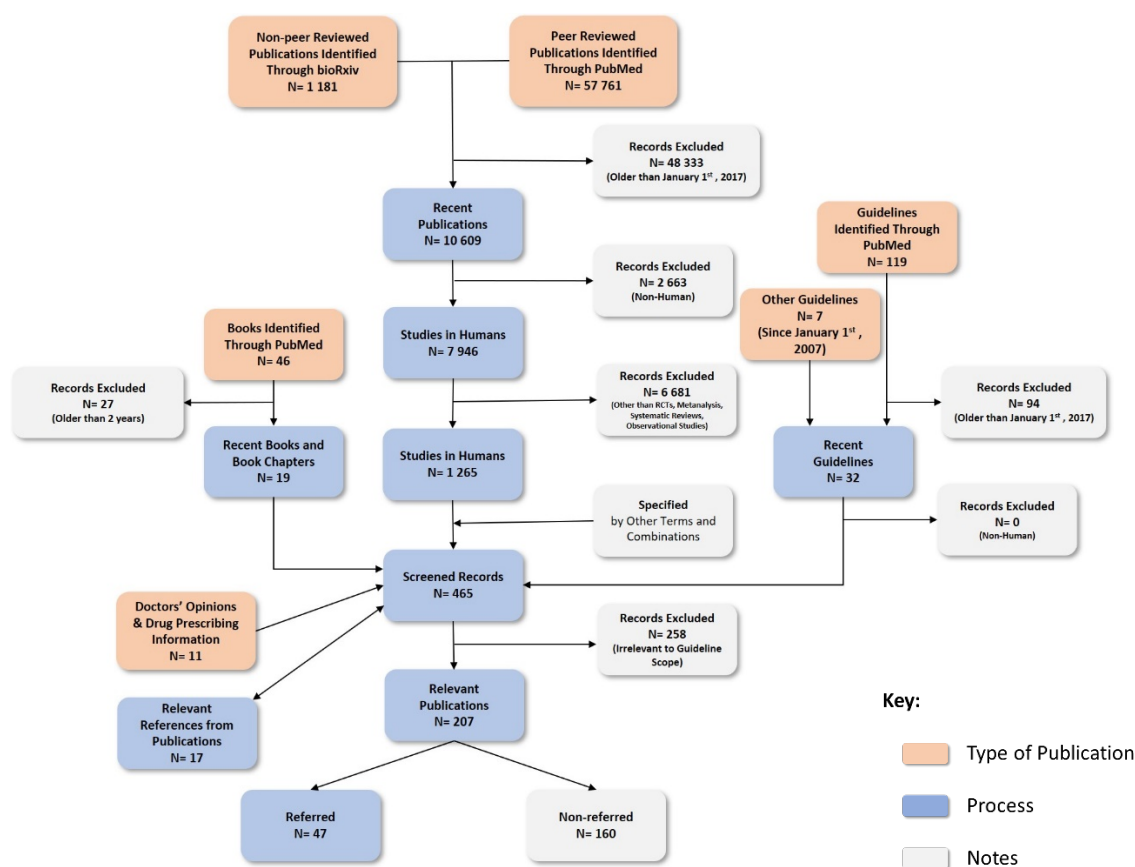 Non-peer Reviewed
Publications Identified
Through bioRxiv
N= 1 181
Peer Reviewed
Publications Identified
Through PubMed
N= 57 761
Records Excluded
N= 48 333
(Older than January 1st , 2017)
Recent
Publications
N= 10 609
Guidelines
Identified Through
PubMed
N= 119
Records Excluded
N= 2 663
(Non-Human)
Other Guidelines
N= 7
(Since January 1st ,
2007)
Books Identified
Through PubMed
N= 46
Studies in Humans
N= 7 946
Records Excluded
N= 27
(Older than 2 years)
Records Excluded
N= 6 681
(Other than RCTs, Metanalysis,
Systematic Reviews,
Observational Studies)
Records Excluded
N= 94
(Older than January 1st, 2017)
Recent Books and
Book Chapters
N= 19
Studies in Humans
N= 1 265
Recent
Guidelines
N= 32
Specified
by Other Terms and
Combinations
Records Excluded
N= 0
(Non-Human)
Screened Records
N= 465
Doctors’ Opinions
& Drug Prescribing
Information
N= 11
Records Excluded
N= 258
(Irrelevant to Guideline
Scope)
Relevant
References from
Publications
N= 17
Relevant
Publications
N= 207
Referred
N= 47
Non-referred
N= 160
Key:
Type of Publication
Process
Notes